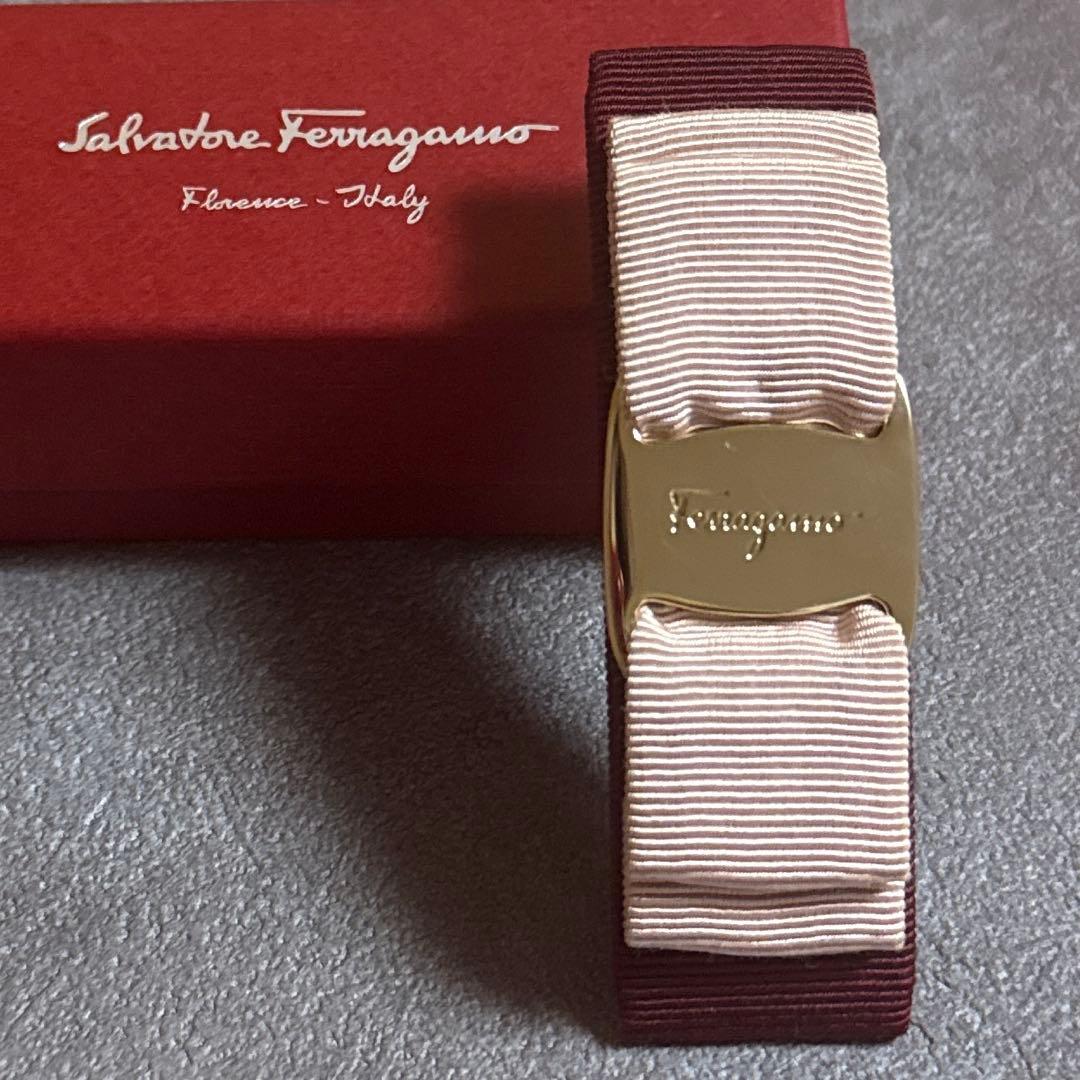 Salvatore Ferragamo
Florence - Italy
Ferragamo